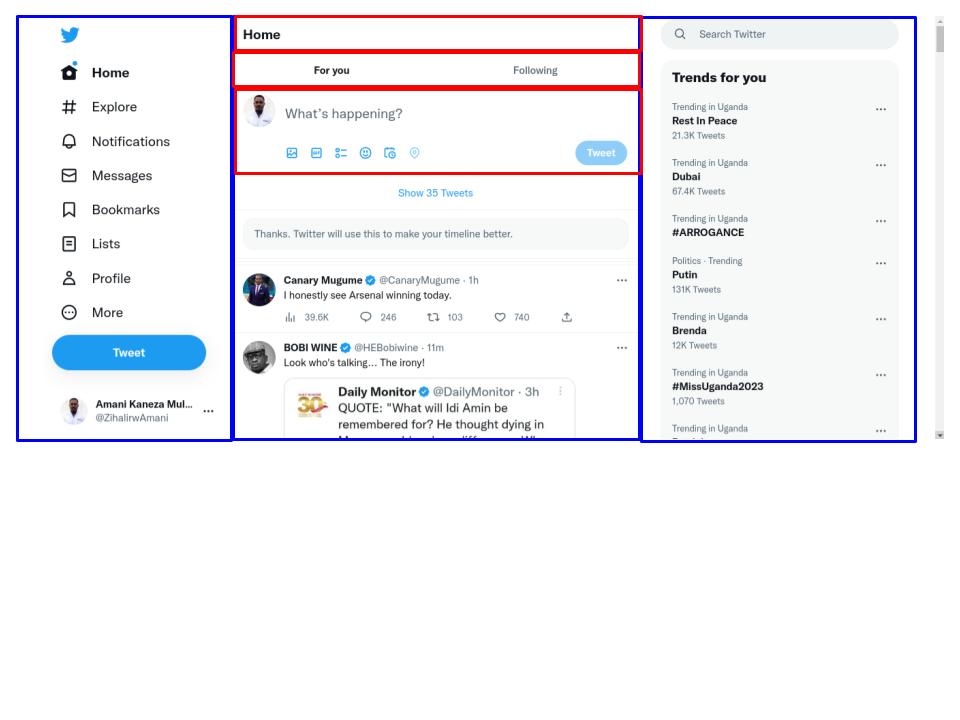 Home
Explore
Notifications
Messages
Bookmarks
Lists
Profile
More
Tweet
Amani Kaneza Mul...
@ZihalirwAmani
Home
For you
Following
What's happening?
GIF
Tweet
Show 35 Tweets
Thanks. Twitter will use this to make your timeline better.
Canary Mugume @CanaryMugume · 1h
I honestly see Arsenal winning today.
39.6K 246 103 740
BOBI WINE @HEBobiwine · 11m
Look who's talking... The irony!
Daily Monitor @DailyMonitor · 3h
QUOTE: "What will Idi Amin be
remembered for? He thought dying in
Search Twitter
Trends for you
Trending in Uganda
Rest In Peace
21.3K Tweets
Trending in Uganda
Dubai
67.4K Tweets
Trending in Uganda
#ARROGANCE
Politics · Trending
Putin
131K Tweets
Trending in Uganda
Brenda
12K Tweets
Trending in Uganda
#MissUganda2023
1,070 Tweets
Trending in Uganda